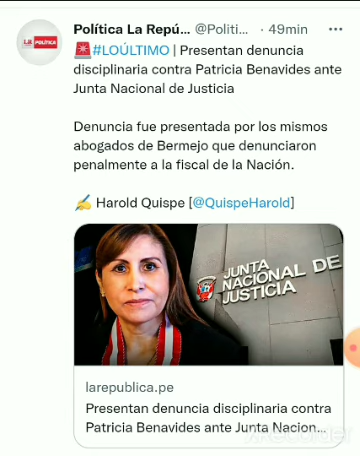 Política La Repú... @Politi... · 49min ...
LR POLÍTICA
🚨#LOÚLTIMO | Presentan denuncia
disciplinaria contra Patricia Benavides ante
Junta Nacional de Justicia
Denuncia fue presentada por los mismos
abogados de Bermejo que denunciaron
penalmente a la fiscal de la Nación.
✍️ Harold Quispe [@QuispeHarold]
JUNTA
NACIONAL DE
JUSTICIA
larepublica.pe
Presentan denuncia disciplinaria contra
Patricia Benavides ante Junta Nacion...
XRecorder